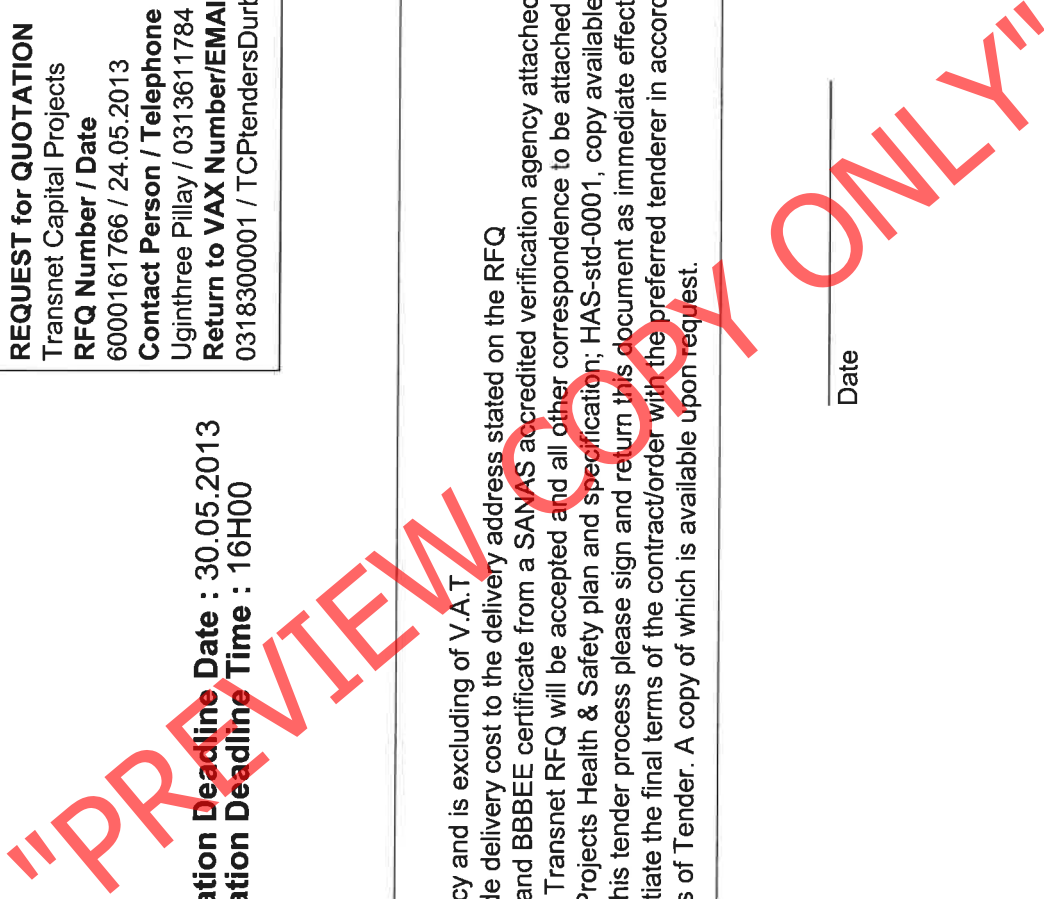 REQUEST for QUOTATION
Transnet Capital Projects
RFQ Number / Date
6000161766 / 24.05.2013
Contact Person / Telephone
Uginthree Pillay / 0313611784
Return to VAX Number/EMAI
0318300001 / TCPtendersDurb
ation Deadline Date : 30.05.2013
ation Deadline Time : 16H00
cy and is excluding of V.A.T
de delivery cost to the delivery address stated on the RFQ
and BBBEE certificate from a SANAS accredited verification agency attached
Transnet RFQ will be accepted and all other correspondence to be attached
Projects Health & Safety plan and specification; HAS-std-0001, copy available
his tender process please sign and return this document as immediate effect
tiate the final terms of the contract/order with the preferred tenderer in accord
s of Tender. A copy of which is available upon request.
Date
"PREVIEW COPY ONLY"